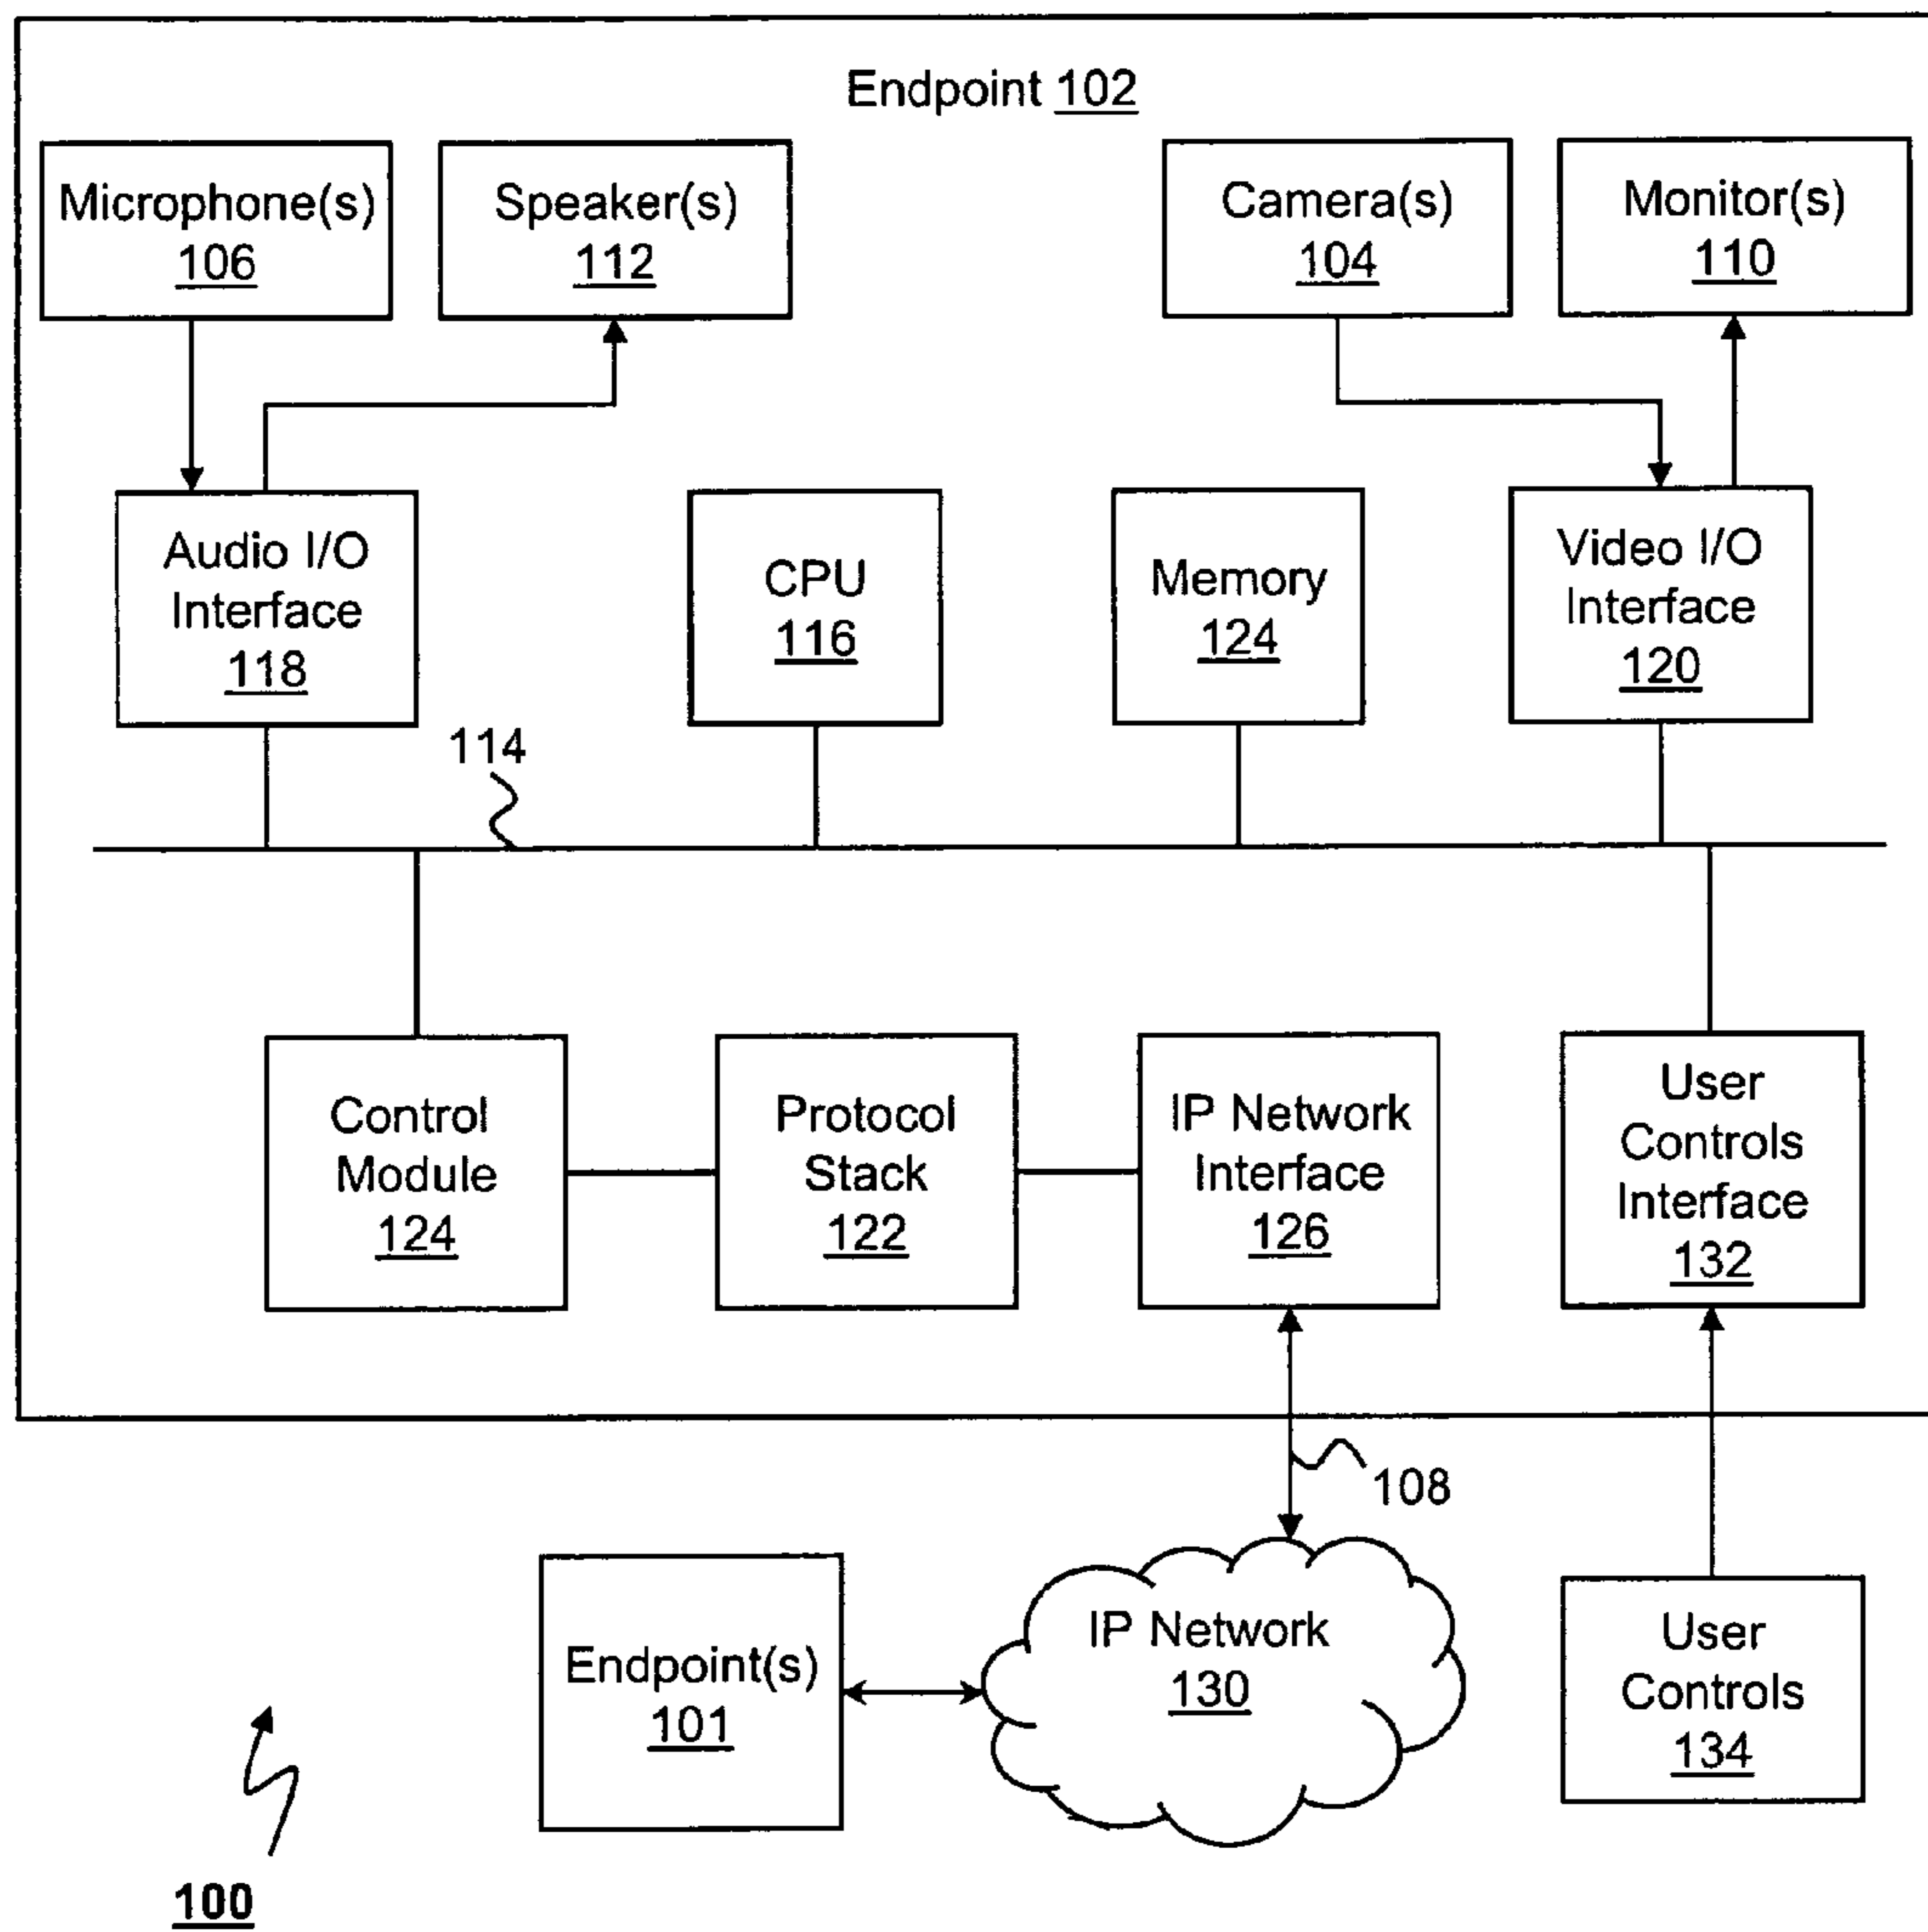 Endpoint 102
Microphone(s)
106
Speaker(s)
112
Camera(s)
104
Monitor(s)
110
Audio I/O
Interface
118
CPU
116
Memory
124
Video I/O
Interface
120
114
Control
Module
124
Protocol
Stack
122
IP Network
Interface
126
User
Controls
Interface
132
108
Endpoint(s)
101
IP Network
130
User
Controls
134
100